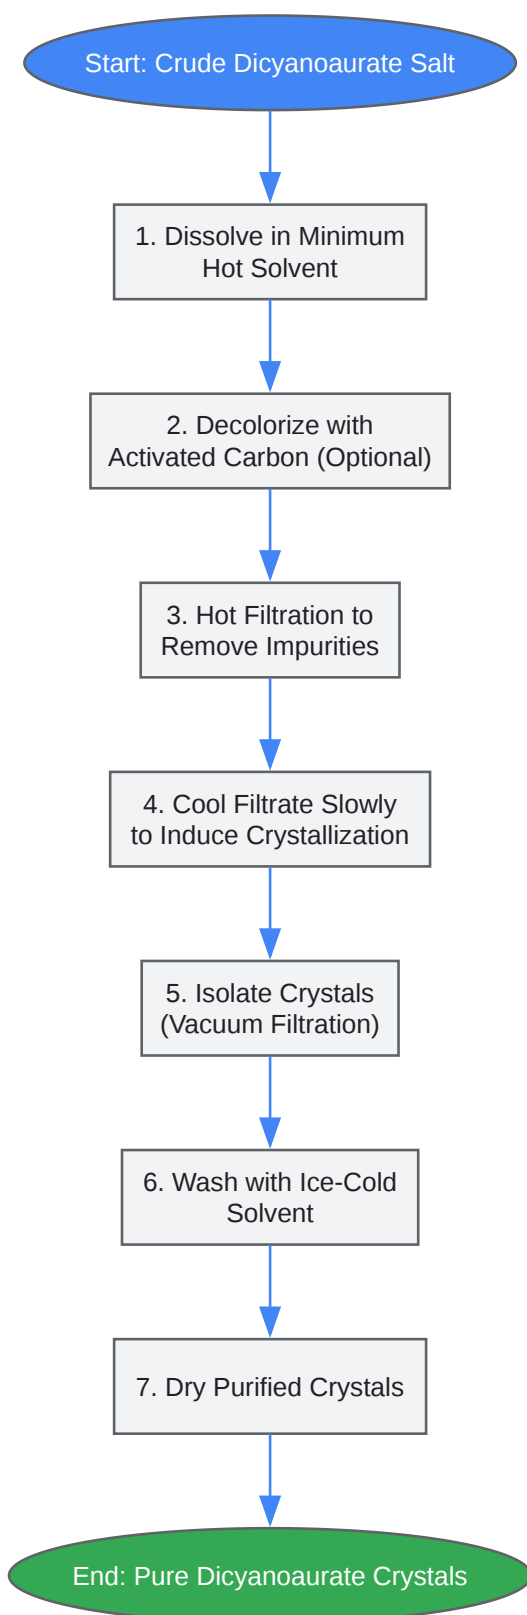 Start: Crude Dicyanoaurate Salt
1. Dissolve in Minimum
Hot Solvent
2. Decolorize with
Activated Carbon (Optional)
3. Hot Filtration to
Remove Impurities
4. Cool Filtrate Slowly
to Induce Crystallization
5. Isolate Crystals
(Vacuum Filtration)
6. Wash with Ice-Cold
Solvent
7. Dry Purified Crystals
End: Pure Dicyanoaurate Crystals